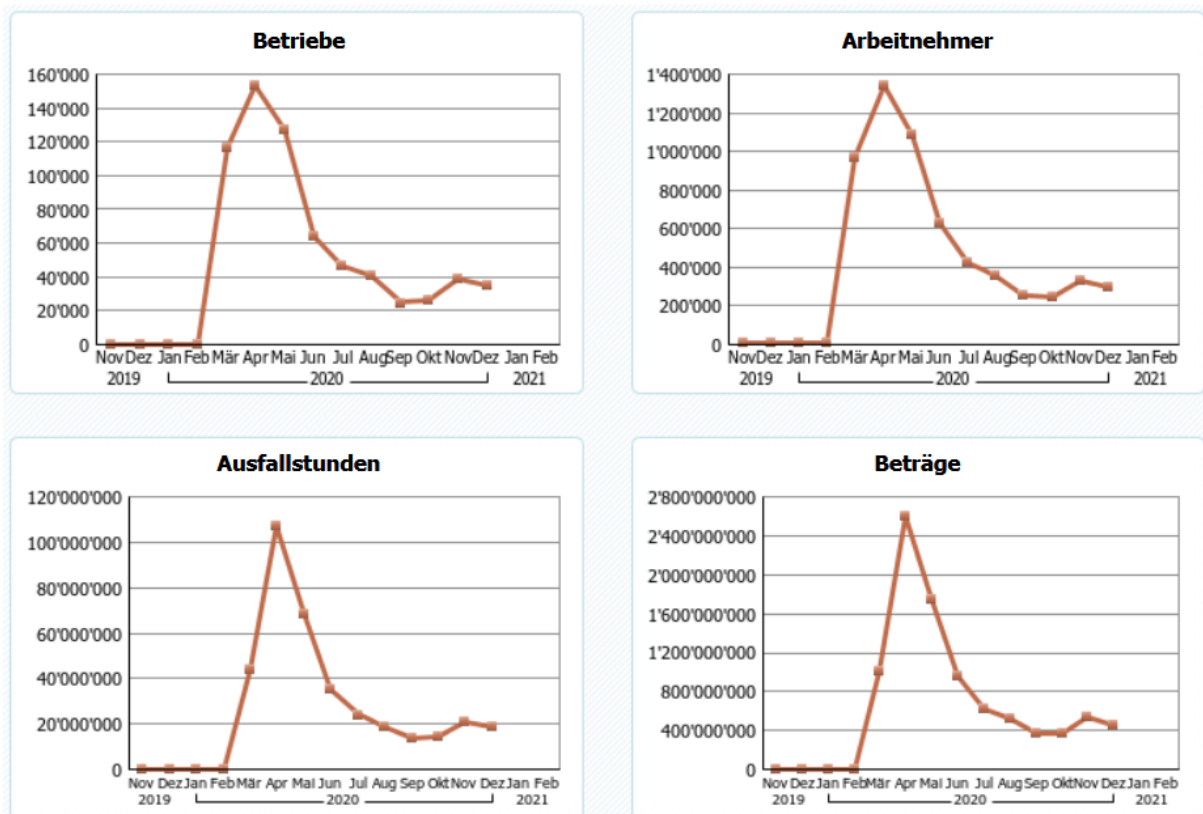 Betriebe
160'000
140'000
120'000
100'000
80'000
60'000
40'000
20'000
0
Nov Dez Jan Feb Mär Apr Mai Jun Jul Aug Sep Okt Nov Dez Jan Feb
2019 2020 2021
Arbeitnehmer
1'400'000
1'200'000
1'000'000
800'000
600'000
400'000
200'000
0
Nov Dez Jan Feb Mär Apr Mai Jun Jul Aug Sep Okt Nov Dez Jan Feb
2019 2020 2021
Ausfallstunden
120'000'000
100'000'000
80'000'000
60'000'000
40'000'000
20'000'000
0
Nov Dez Jan Feb Mär Apr Mai Jun Jul Aug Sep Okt Nov Dez Jan Feb
2019 2020 2021
Beträge
2'800'000'000
2'400'000'000
2'000'000'000
1'600'000'000
1'200'000'000
800'000'000
400'000'000
0
Nov Dez Jan Feb Mär Apr Mai Jun Jul Aug Sep Okt Nov Dez Jan Feb
2019 2020 2021